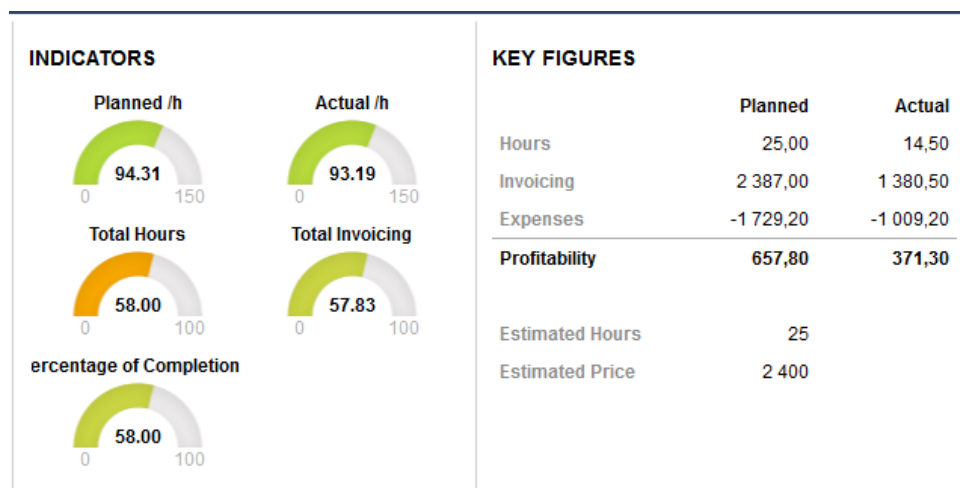 INDICATORS
Planned /h
Actual /h
94.31
93.19
0 150
0 150
Total Hours
Total Invoicing
58.00
57.83
0 100
0 100
ercentage of Completion
58.00
0 100
KEY FIGURES
Planned Actual
Hours 25,00 14,50
Invoicing 2 387,00 1 380,50
Expenses -1 729,20 -1 009,20
Profitability 657,80 371,30
Estimated Hours 25
Estimated Price 2 400